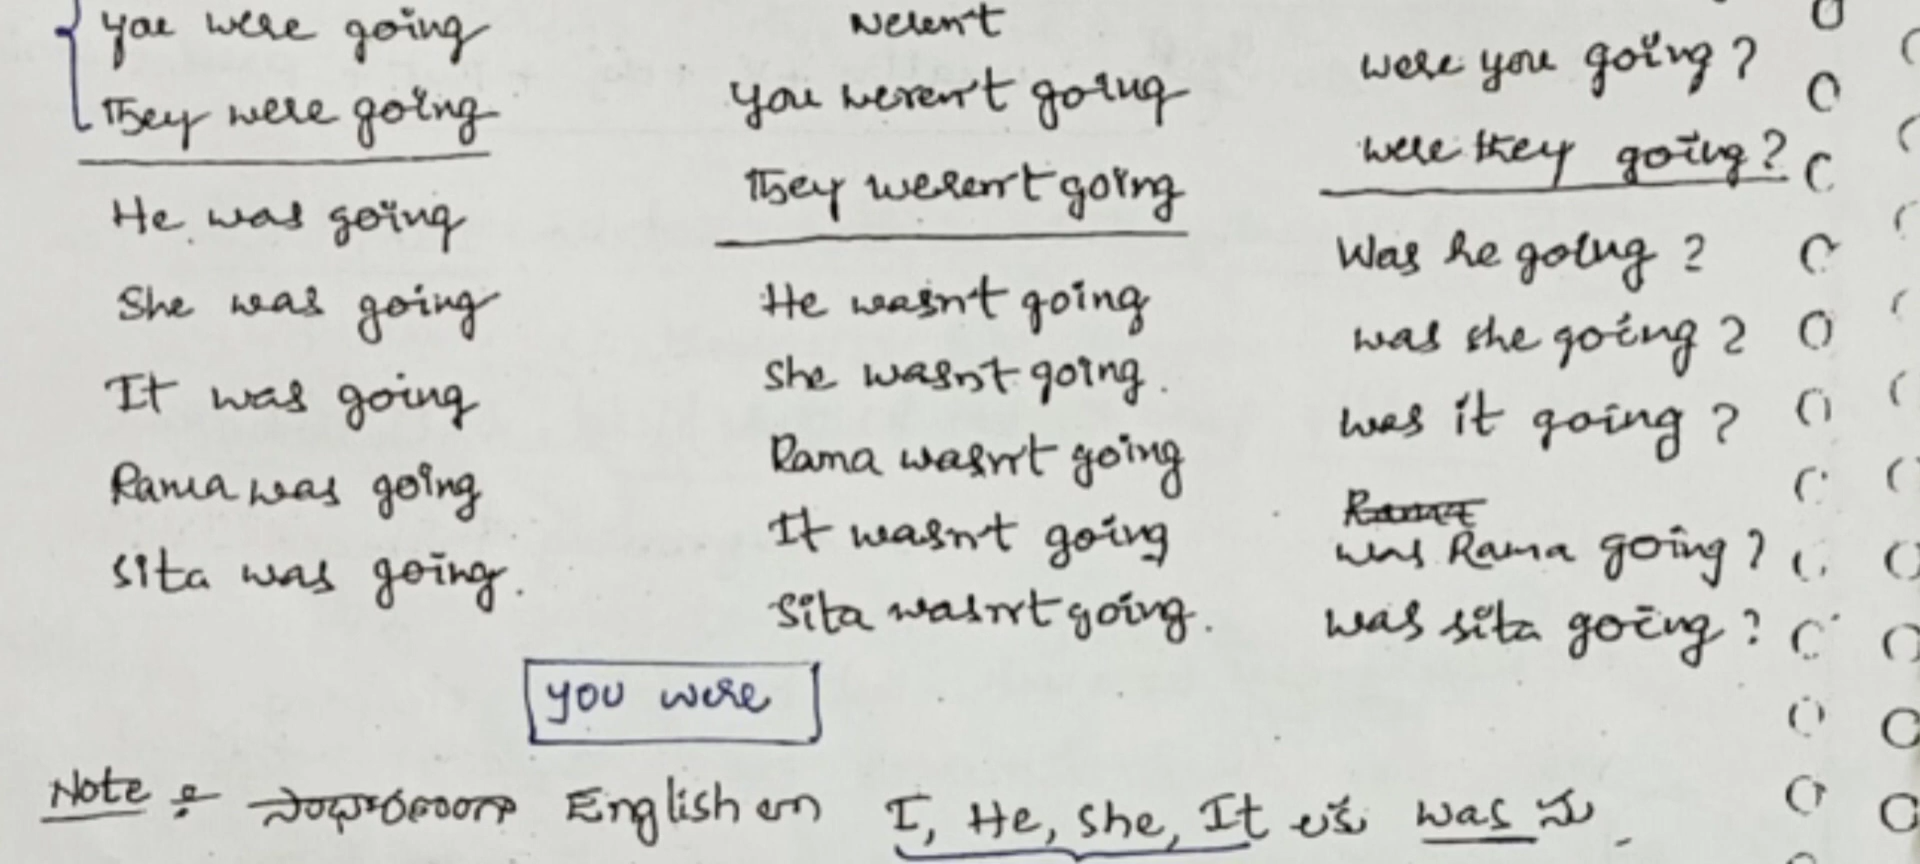 you were going
They were going
He was going
She was going
It was going
Rama was going
Sita was going.
weren't
you weren't going
They weren't going
He wasn't going
She wasn't going.
Rama wasn't going
It wasn't going
Sita wasn't going.
were you going?
were they going?
Was he going?
was she going?
was it going?
Rama
was Rama going?
was sita going?
you were
Note : సాధారణంగా English లో I, He, she, It లకు was ను